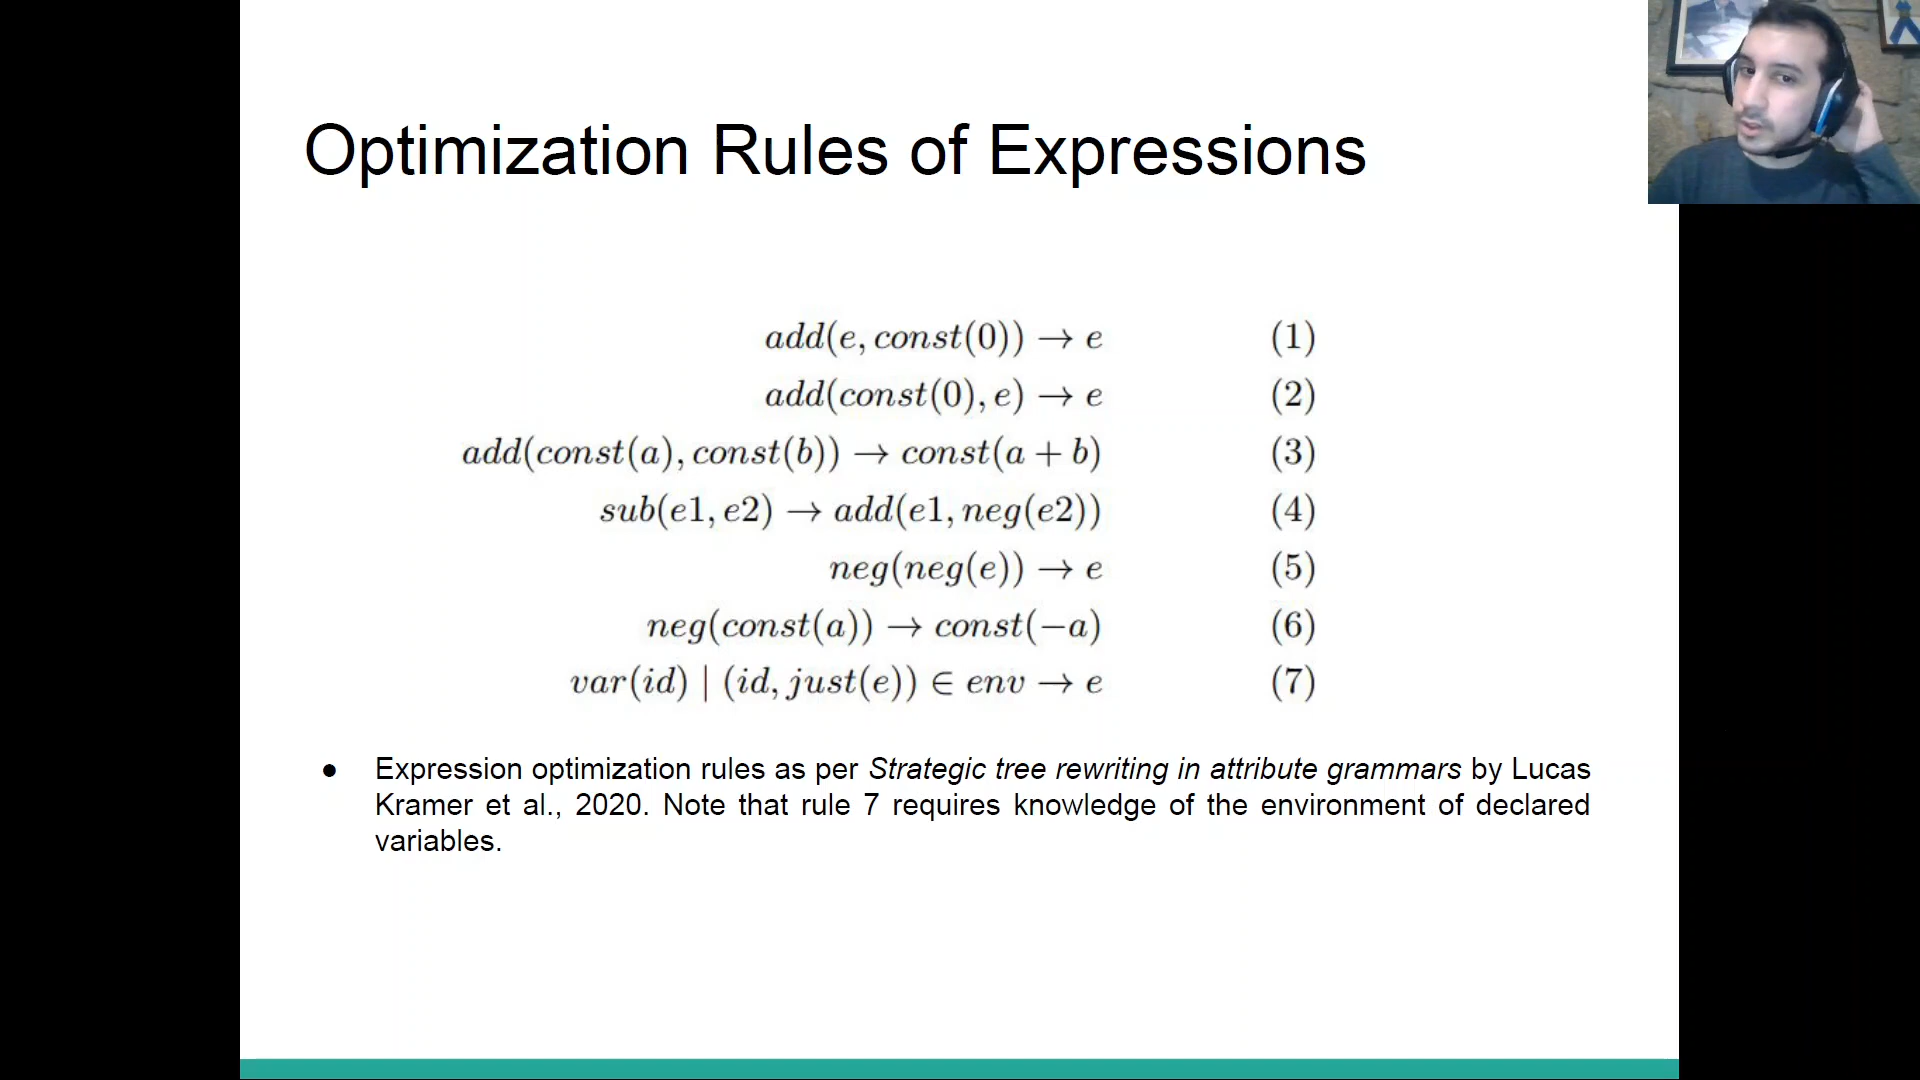 Optimization Rules of Expressions
add(e, const(0)) → e (1)
add(const(0), e) → e (2)
add(const(a), const(b)) → const(a + b) (3)
sub(e1, e2) → add(e1, neg(e2)) (4)
neg(neg(e)) → e (5)
neg(const(a)) → const(−a) (6)
var(id) | (id, just(e)) ∈ env → e (7)
● Expression optimization rules as per Strategic tree rewriting in attribute grammars by Lucas
Kramer et al., 2020. Note that rule 7 requires knowledge of the environment of declared
variables.